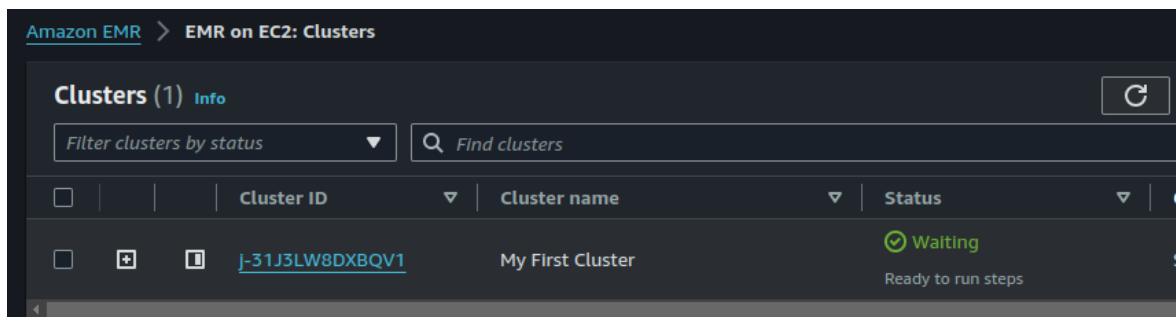 Amazon EMR > EMR on EC2: Clusters
Clusters (1) Info
Filter clusters by status Find clusters
Cluster ID Cluster name Status
j-31J3LW8DXBQV1 My First Cluster Waiting
Ready to run steps